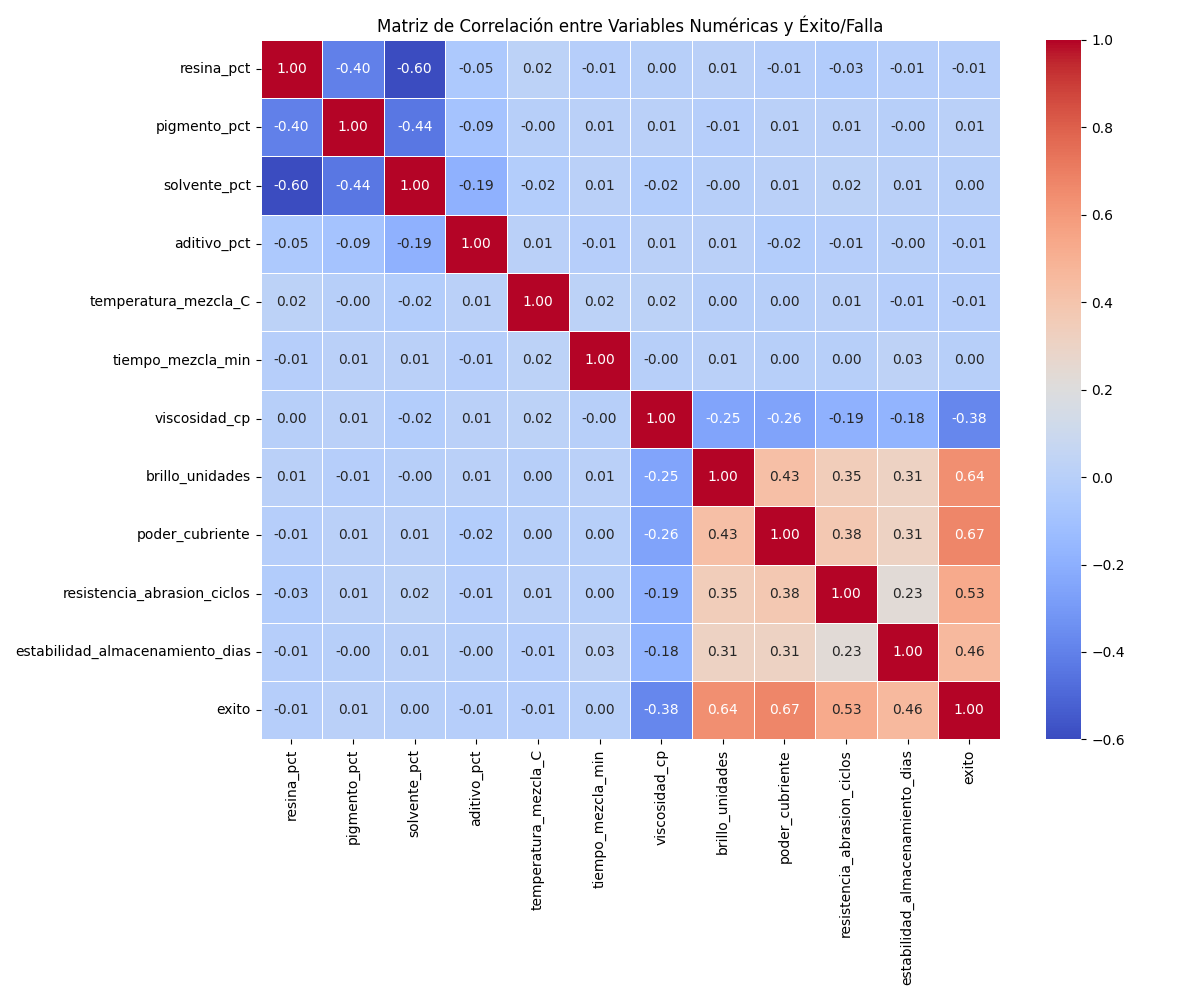 Matriz de Correlación entre Variables Numéricas y Éxito/Falla
resina_pct 1.00 -0.40 -0.60 -0.05 0.02 -0.01 0.00 0.01 -0.01 -0.03 -0.01 -0.01
pigmento_pct -0.40 1.00 -0.44 -0.09 -0.00 0.01 0.01 -0.01 0.01 0.01 -0.00 0.01
solvente_pct -0.60 -0.44 1.00 -0.19 -0.02 0.01 -0.02 -0.00 0.01 0.02 0.01 0.00
aditivo_pct -0.05 -0.09 -0.19 1.00 0.01 -0.01 0.01 0.01 -0.02 -0.01 -0.00 -0.01
temperatura_mezcla_C 0.02 -0.00 -0.02 0.01 1.00 0.02 0.02 0.00 0.00 0.01 -0.01 -0.01
tiempo_mezcla_min -0.01 0.01 0.01 -0.01 0.02 1.00 -0.00 0.01 0.00 0.00 0.03 0.00
viscosidad_cp 0.00 0.01 -0.02 0.01 0.02 -0.00 1.00 -0.25 -0.26 -0.19 -0.18 -0.38
brillo_unidades 0.01 -0.01 -0.00 0.01 0.00 0.01 -0.25 1.00 0.43 0.35 0.31 0.64
poder_cubriente -0.01 0.01 0.01 -0.02 0.00 0.00 -0.26 0.43 1.00 0.38 0.31 0.67
resistencia_abrasion_ciclos -0.03 0.01 0.02 -0.01 0.01 0.00 -0.19 0.35 0.38 1.00 0.23 0.53
estabilidad_almacenamiento_dias -0.01 -0.00 0.01 -0.00 -0.01 0.03 -0.18 0.31 0.31 0.23 1.00 0.46
exito -0.01 0.01 0.00 -0.01 -0.01 0.00 -0.38 0.64 0.67 0.53 0.46 1.00
resina_pct
pigmento_pct
solvente_pct
aditivo_pct
temperatura_mezcla_C
tiempo_mezcla_min
viscosidad_cp
brillo_unidades
poder_cubriente
resistencia_abrasion_ciclos
estabilidad_almacenamiento_dias
exito
1.0
0.8
0.6
0.4
0.2
0.0
−0.2
−0.4
−0.6